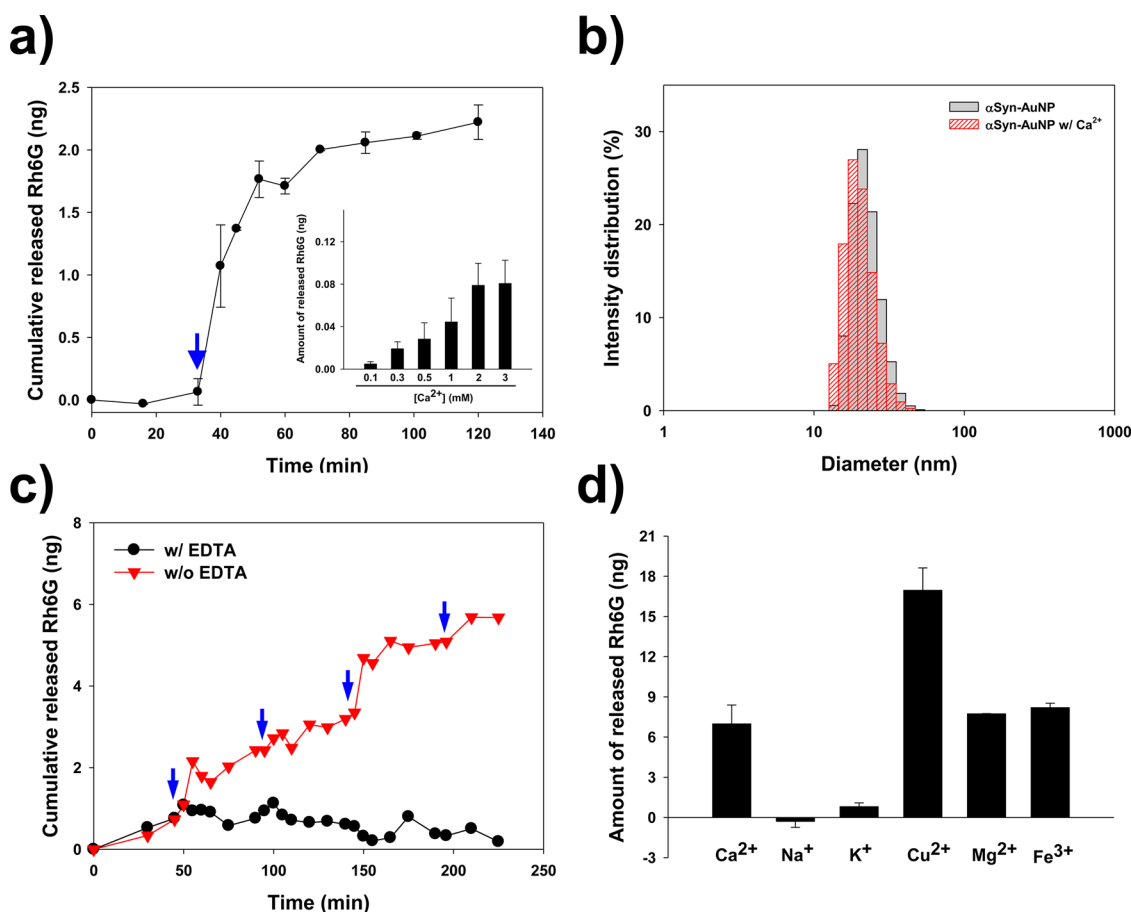 a)
Cumulative released Rh6G (ng)
2.5
2.0
1.5
1.0
0.5
0.0
0 20 40 60 80 100 120 140
Time (min)
Amount of released Rh6G (ng)
0.12
0.08
0.04
0.00
0.1 0.3 0.5 1 2 3
[Ca²⁺] (mM)
b)
Intensity distribution (%)
30
20
10
0
1 10 100 1000
Diameter (nm)
αSyn-AuNP
αSyn-AuNP w/ Ca²⁺
c)
Cumulative released Rh6G (ng)
8
6
4
2
0
0 50 100 150 200 250
Time (min)
w/ EDTA
w/o EDTA
d)
Amount of released Rh6G (ng)
21
18
15
12
9
6
3
0
-3
Ca²⁺ Na⁺ K⁺ Cu²⁺ Mg²⁺ Fe³⁺